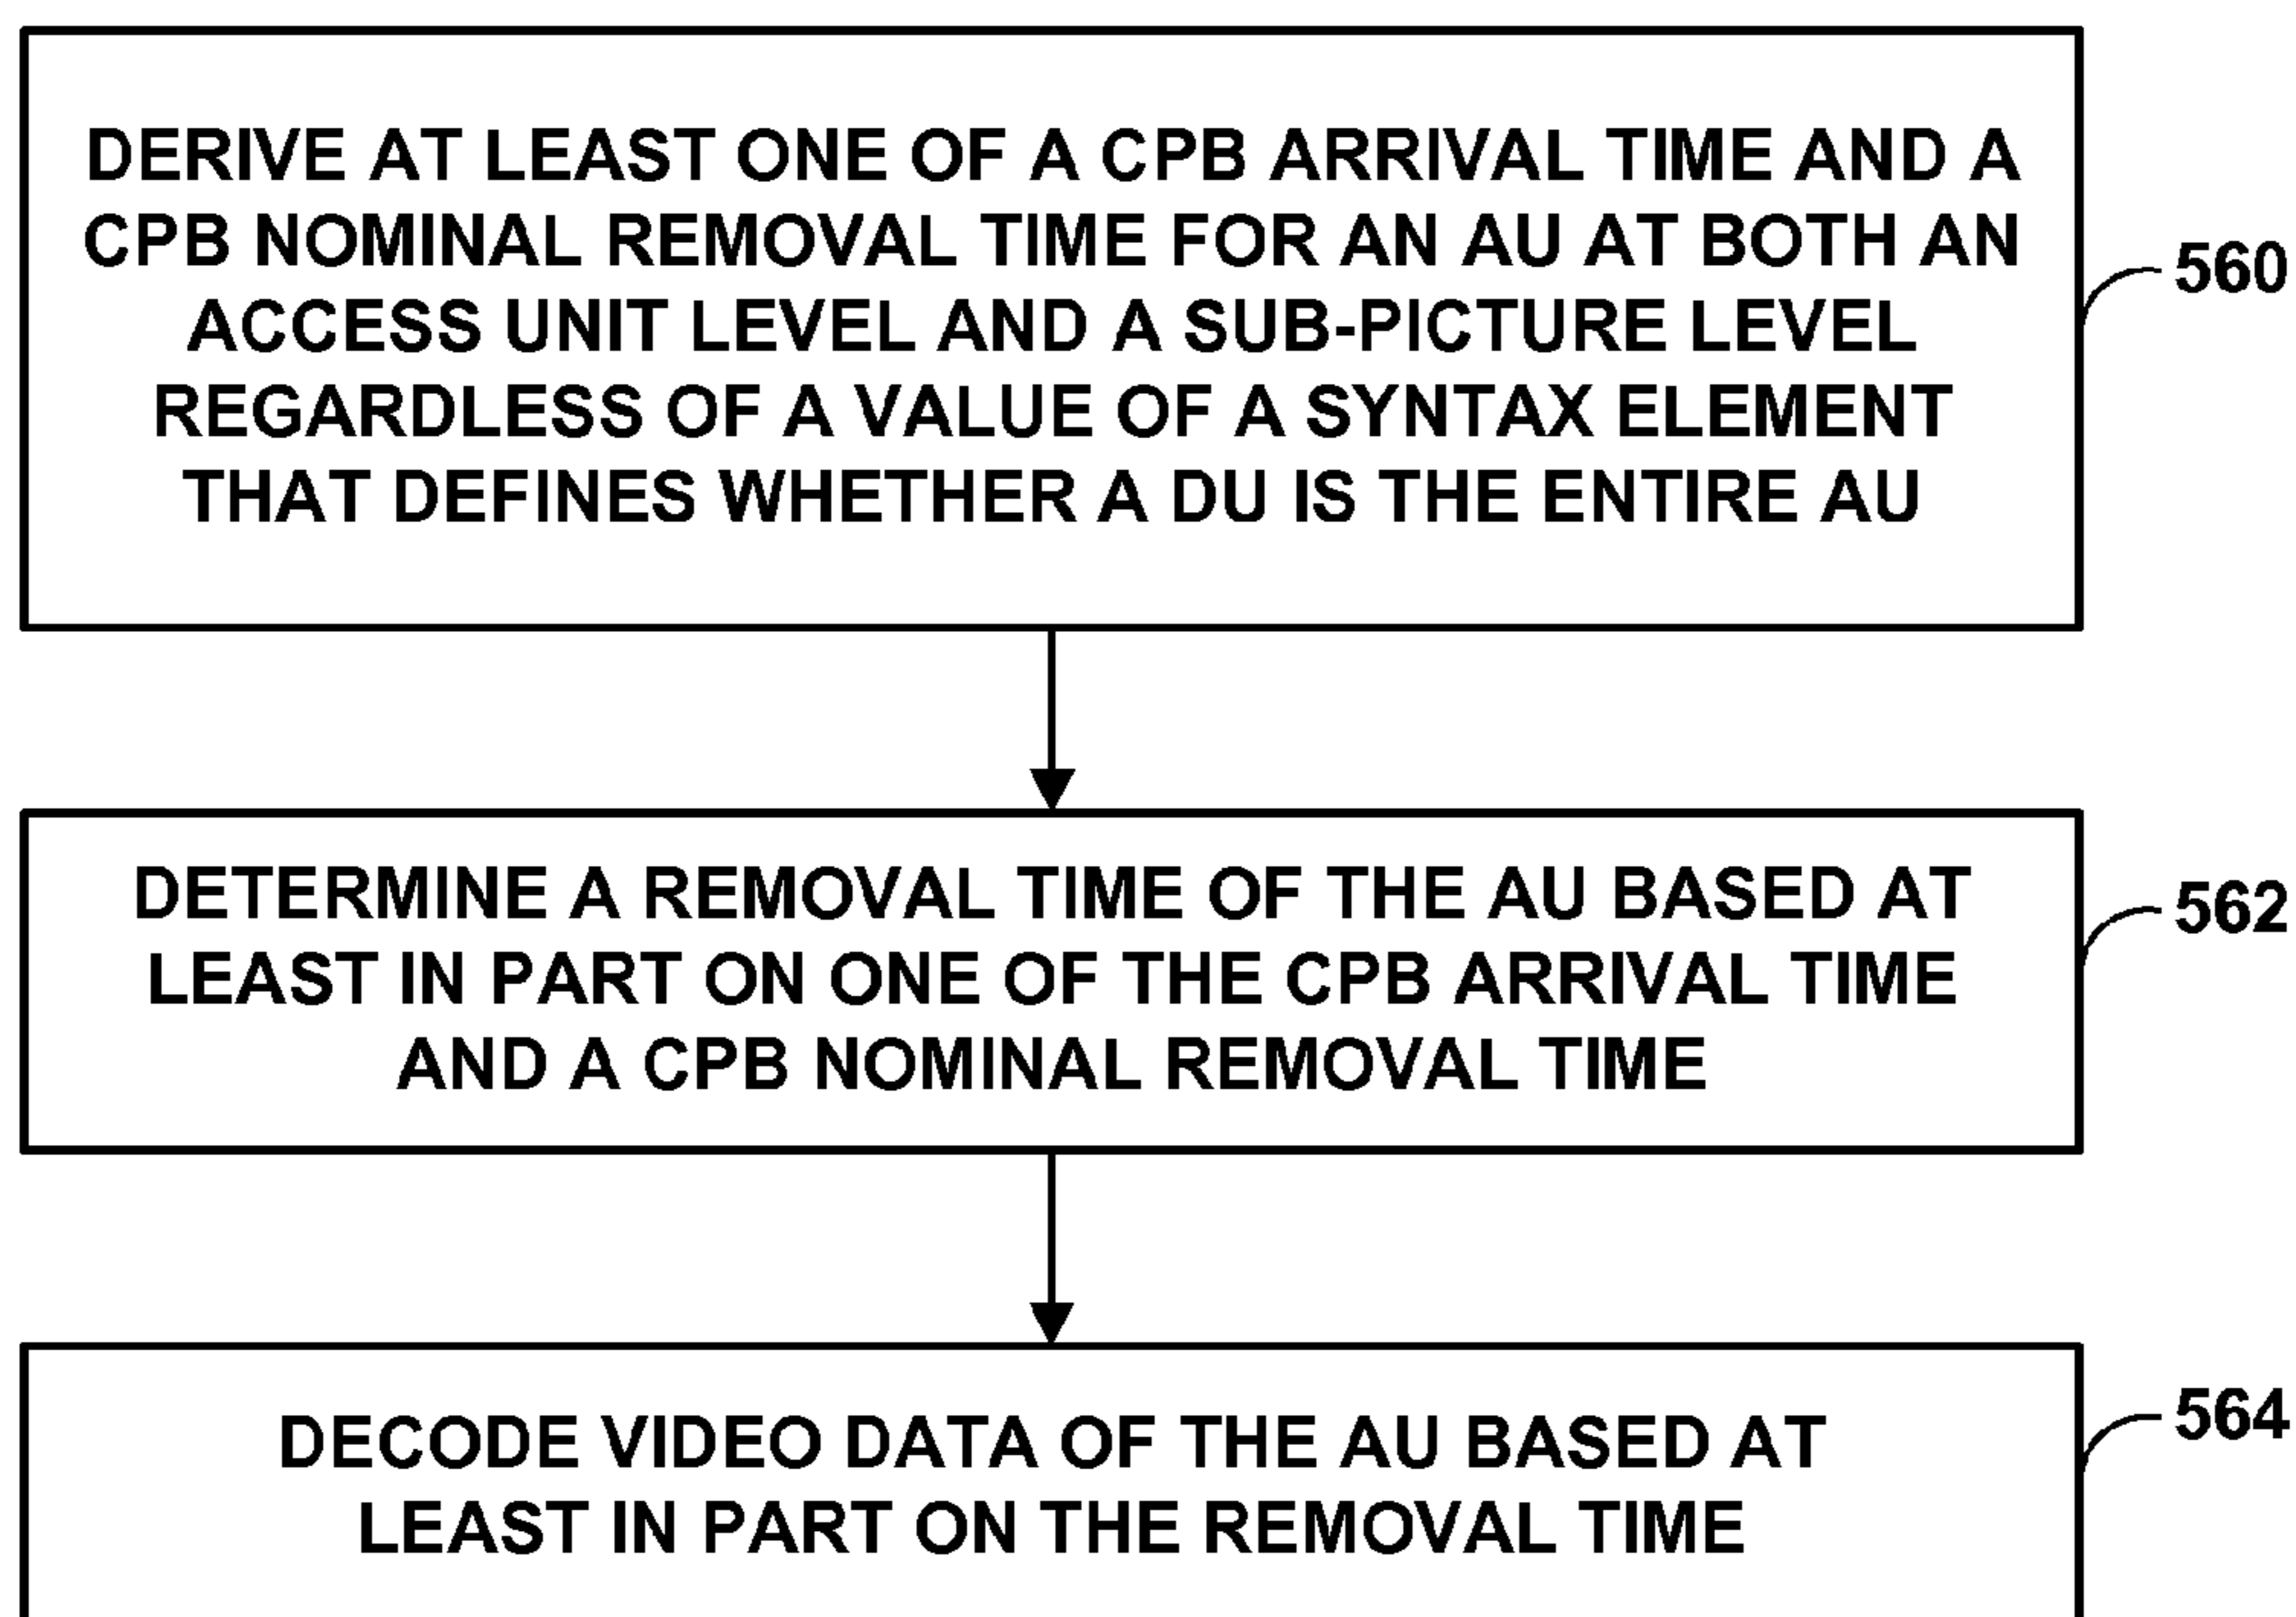 DERIVE AT LEAST ONE OF A CPB ARRIVAL TIME AND A
CPB NOMINAL REMOVAL TIME FOR AN AU AT BOTH AN
ACCESS UNIT LEVEL AND A SUB-PICTURE LEVEL
REGARDLESS OF A VALUE OF A SYNTAX ELEMENT
THAT DEFINES WHETHER A DU IS THE ENTIRE AU
560
DETERMINE A REMOVAL TIME OF THE AU BASED AT
LEAST IN PART ON ONE OF THE CPB ARRIVAL TIME
AND A CPB NOMINAL REMOVAL TIME
562
DECODE VIDEO DATA OF THE AU BASED AT
LEAST IN PART ON THE REMOVAL TIME
564